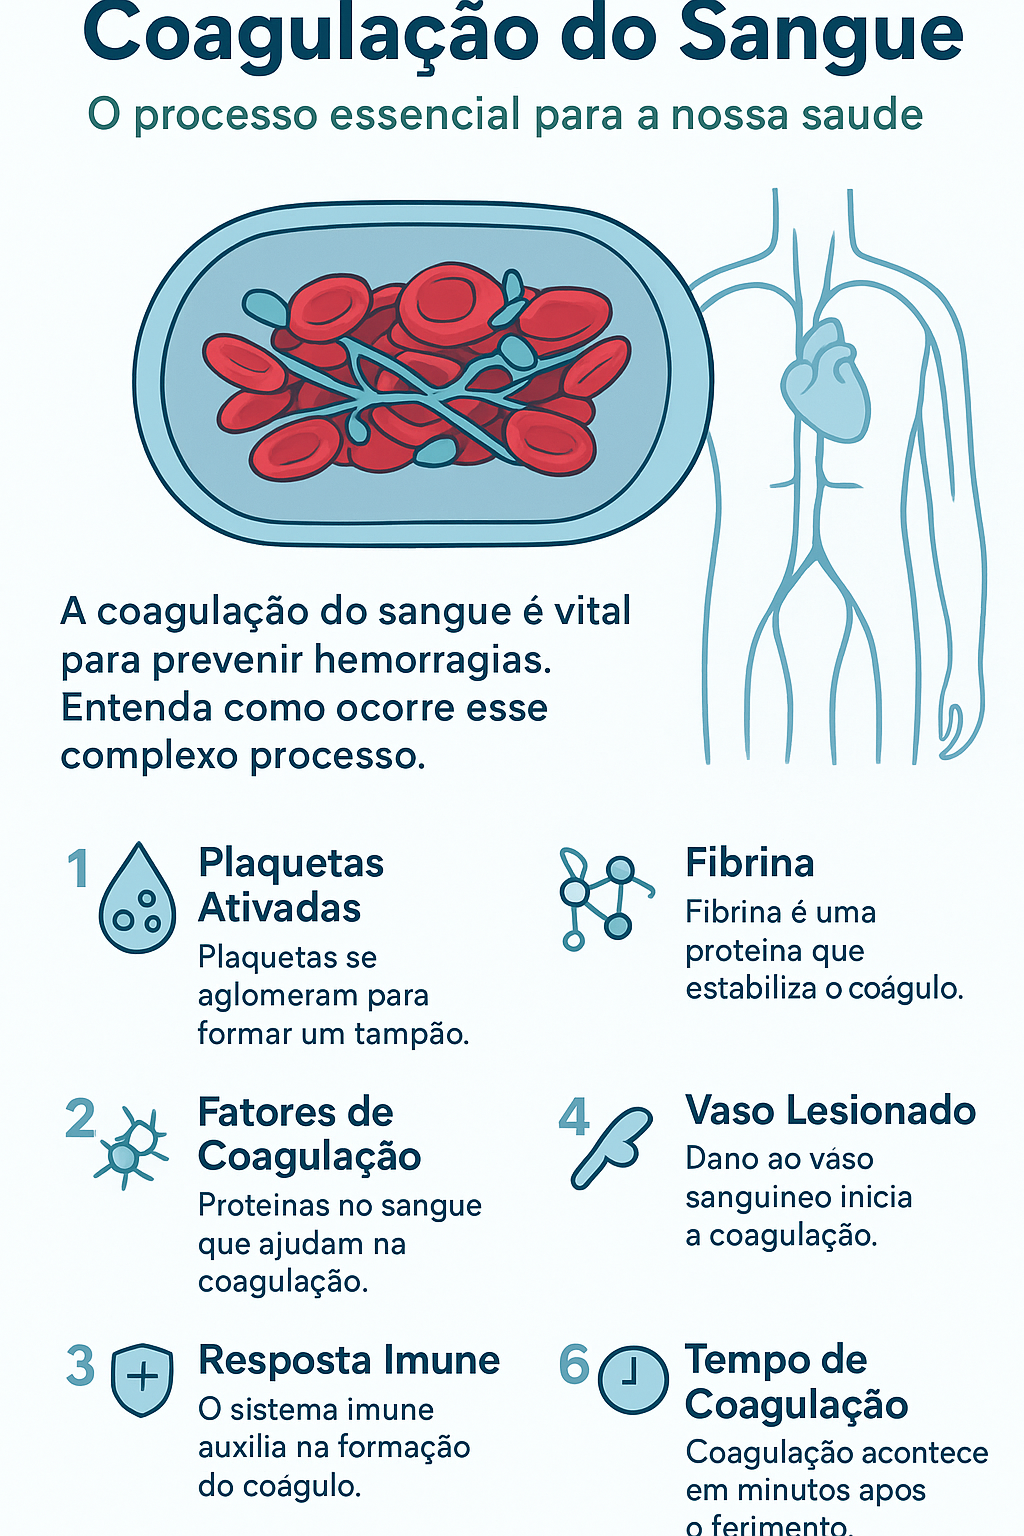 Coagulação do Sangue
O processo essencial para a nossa saude
A coagulação do sangue é vital
para prevenir hemorragias.
Entenda como ocorre esse
complexo processo.
1
Plaquetas
Ativadas
Plaquetas se
aglomeram para
formar um tampão.
Fibrina
Fibrina é uma
proteina que
estabiliza o coágulo.
2
Fatores de
Coagulação
Proteinas no sangue
que ajudam na
coagulação.
4
Vaso Lesionado
Dano ao váso
sanguineo inicia
a coagulação.
3
Resposta Imune
O sistema imune
auxilia na formação
do coágulo.
6
Tempo de
Coagulação
Coagulação acontece
em minutos apos
o ferimento.